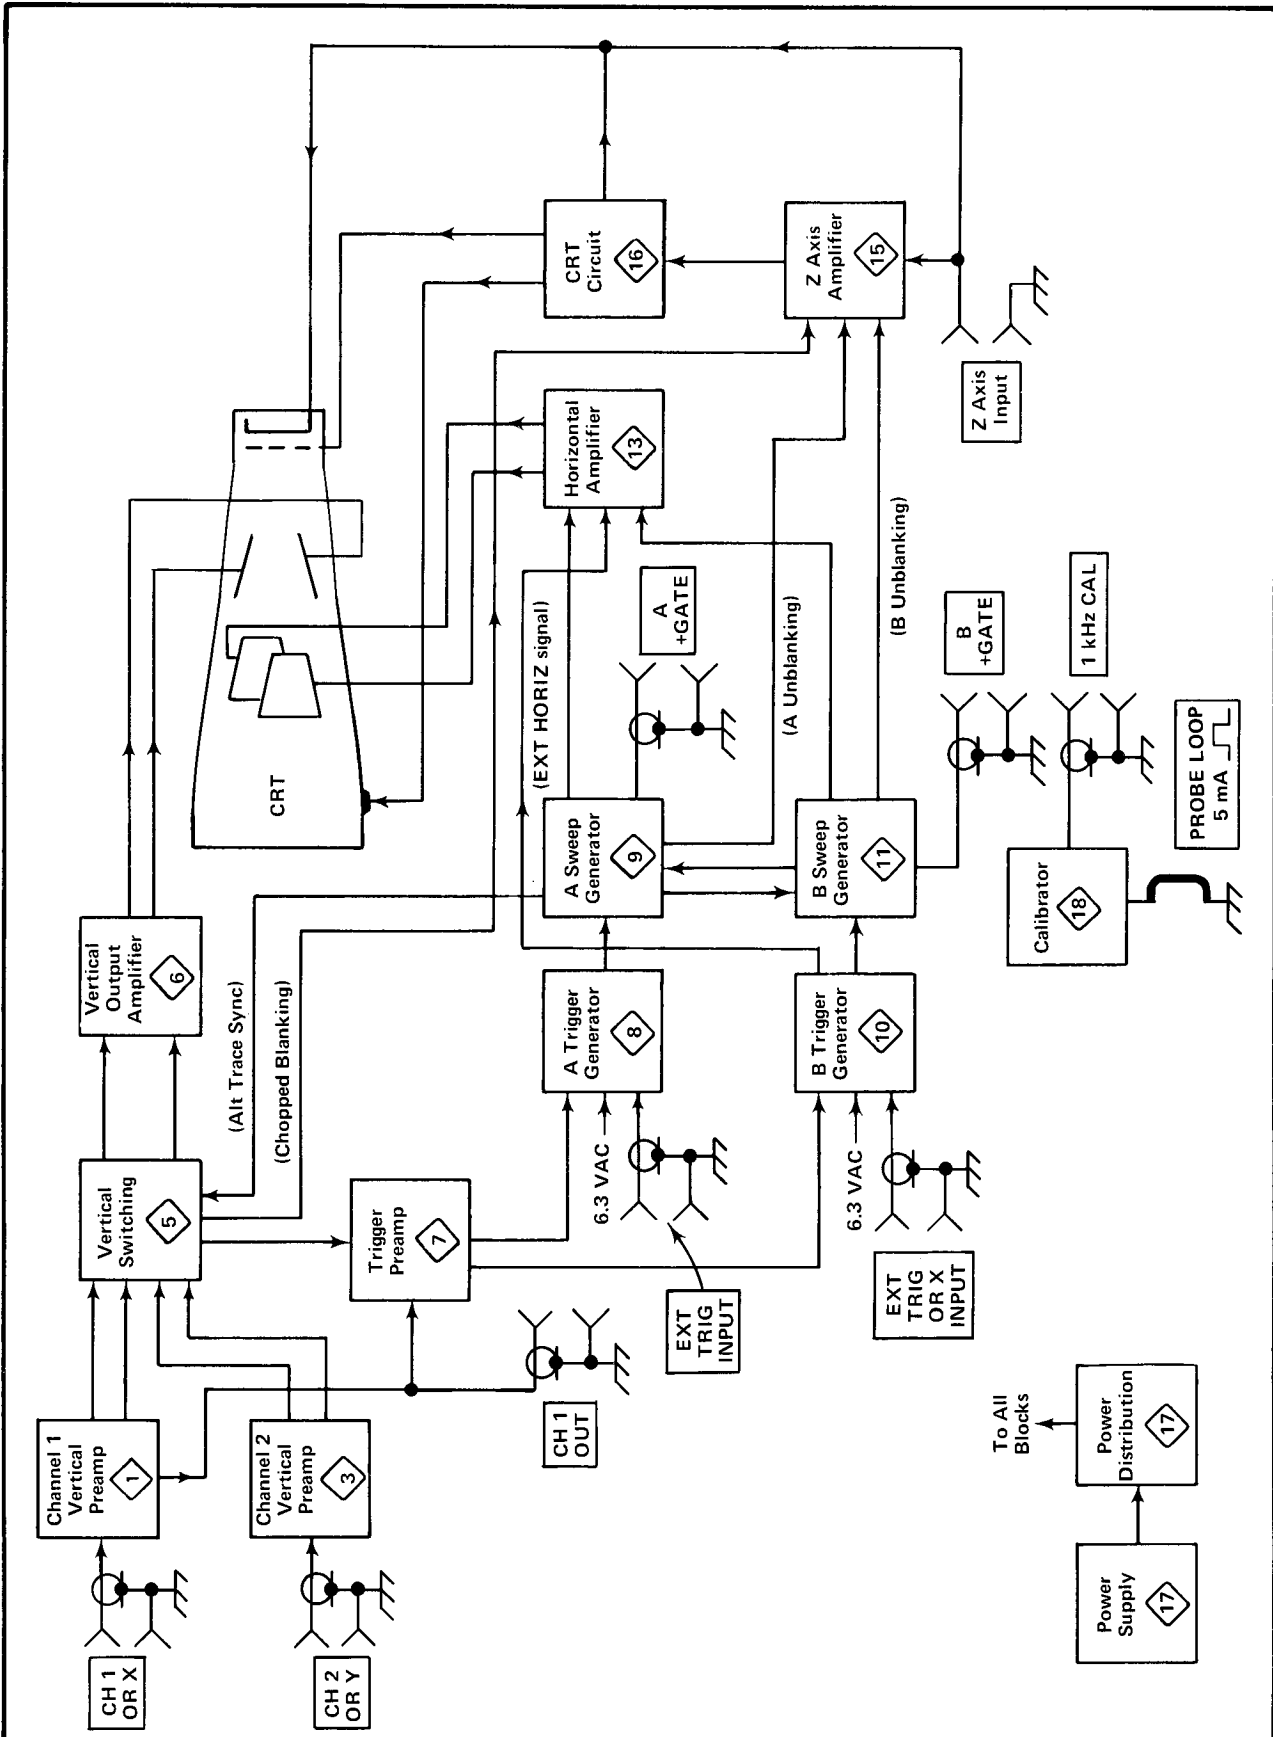 CH 1
OR X
Channel 1
Vertical
Preamp
1
Vertical
Switching
5
Vertical
Output
Amplifier
6
CRT
CH 2
OR Y
Channel 2
Vertical
Preamp
3
(Alt Trace Sync)
(Chopped Blanking)
Trigger
Preamp
7
CH 1
OUT
A Trigger
Generator
8
6.3 VAC
EXT
TRIG
INPUT
A Sweep
Generator
9
(EXT HORIZ signal)
Horizontal
Amplifier
13
CRT
Circuit
16
A
+GATE
(A Unblanking)
B Trigger
Generator
10
6.3 VAC
EXT
TRIG
OR X
INPUT
B Sweep
Generator
11
(B Unblanking)
Z Axis
Amplifier
15
B
+GATE
Z Axis
Input
Calibrator
18
1 kHz CAL
PROBE LOOP
5 mA
Power
Supply
17
Power
Distribution
17
To All
Blocks